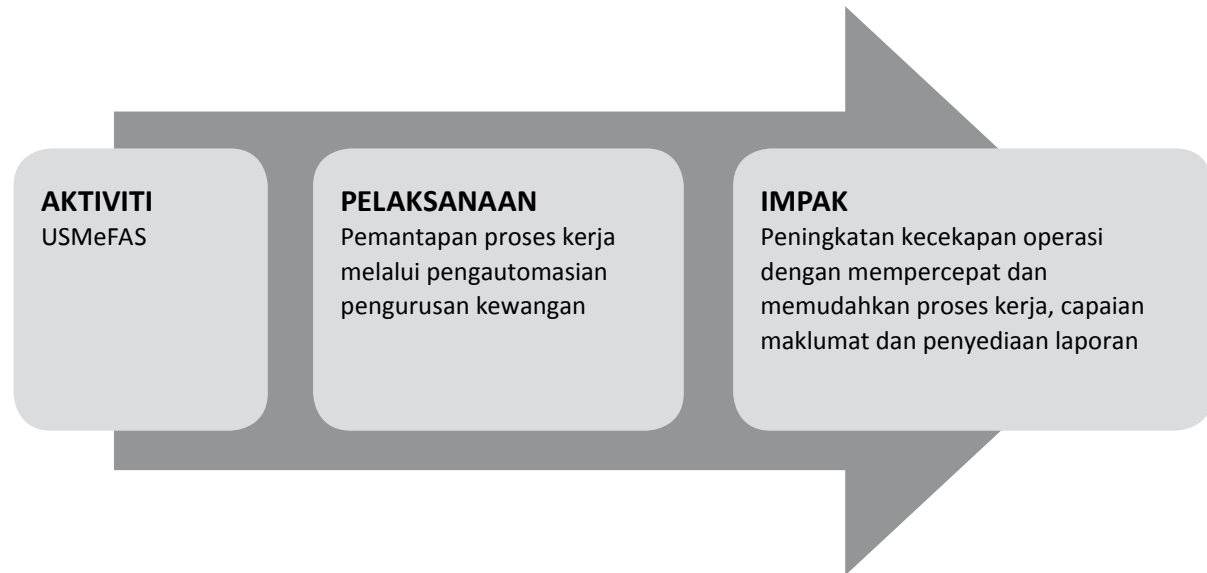 AKTIVITI
USMeFAS
PELAKSANAAN
Pemantapan proses kerja
melalui pengautomasian
pengurusan kewangan
IMPAK
Peningkatan kecekapan operasi
dengan mempercepat dan
memudahkan proses kerja, capaian
maklumat dan penyediaan laporan